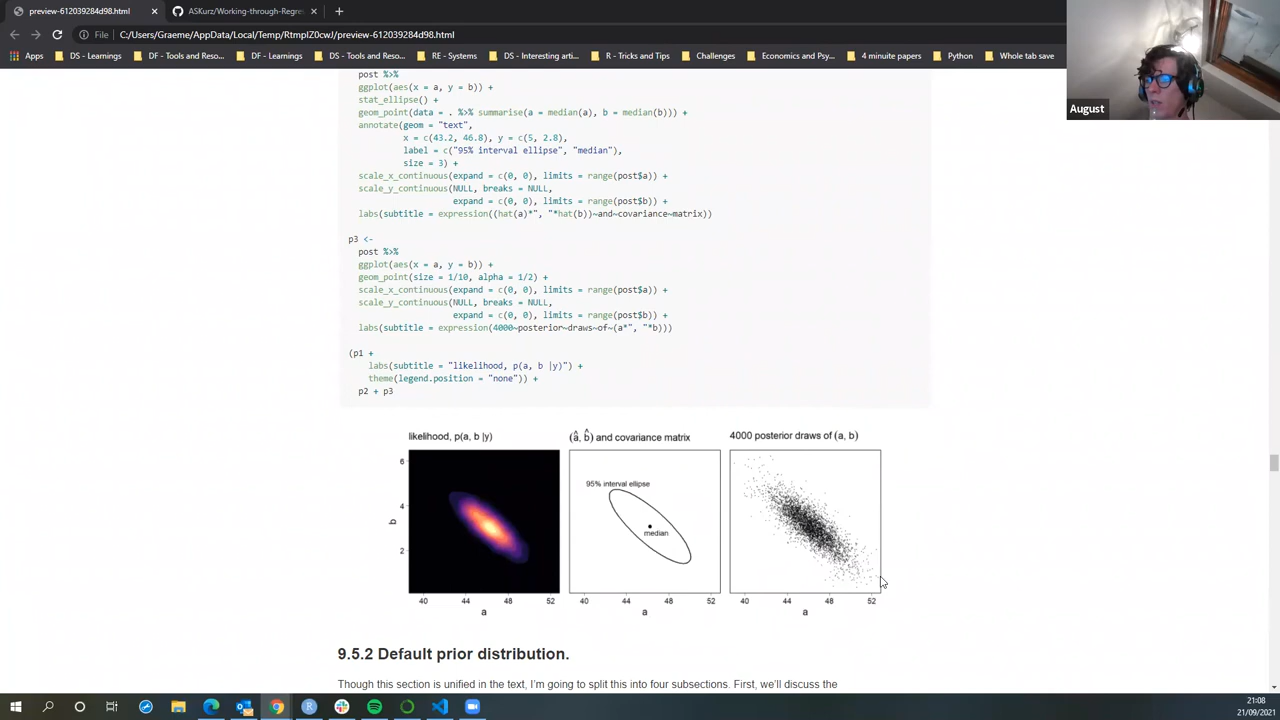 preview-612039284d98.html
ASKurz/Working-through-Regre
File C:/Users/Graeme/AppData/Local/Temp/RtmpIZ0cwJ/preview-612039284d98.html
Apps DS - Learnings DF - Tools and Reso... DF - Learnings DS - Tools and Reso... RE - Systems DS - Interesting arti... R - Tricks and Tips Challenges Economics and Psy... 4 minuite papers Python Whole tab save
August
post %>%
ggplot(aes(x = a, y = b)) +
stat_ellipse() +
geom_point(data = . %>% summarise(a = median(a), b = median(b))) +
annotate(geom = "text",
x = c(43.2, 46.8), y = c(5, 2.8),
label = c("95% interval ellipse", "median"),
size = 3) +
scale_x_continuous(expand = c(0, 0), limits = range(post$a)) +
scale_y_continuous(NULL, breaks = NULL,
expand = c(0, 0), limits = range(post$b)) +
labs(subtitle = expression((hat(a)*", "*hat(b))~and~covariance~matrix))
p3 <-
post %>%
ggplot(aes(x = a, y = b)) +
geom_point(size = 1/10, alpha = 1/2) +
scale_x_continuous(expand = c(0, 0), limits = range(post$a)) +
scale_y_continuous(NULL, breaks = NULL,
expand = c(0, 0), limits = range(post$b)) +
labs(subtitle = expression(4000~posterior~draws~of~(a*", "*b)))
(p1 +
labs(subtitle = "likelihood, p(a, b |y)") +
theme(legend.position = "none")) +
p2 + p3
likelihood, p(a, b |y)
6
4
2
b
40 44 48 52
a
(â, b̂) and covariance matrix
95% interval ellipse
median
40 44 48 52
a
4000 posterior draws of (a, b)
40 44 48 52
a
9.5.2 Default prior distribution.
Though this section is unified in the text, I'm going to split this into four subsections. First, we'll discuss the
21:08
21/09/2021